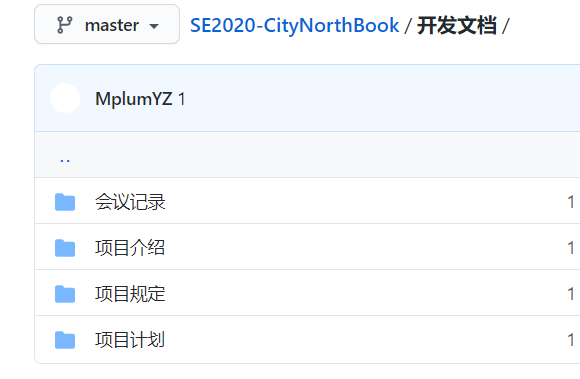 master SE2020-CityNorthBook / 开发文档 /
MplumYZ 1
..
会议记录 1
项目介绍 1
项目规定 1
项目计划 1